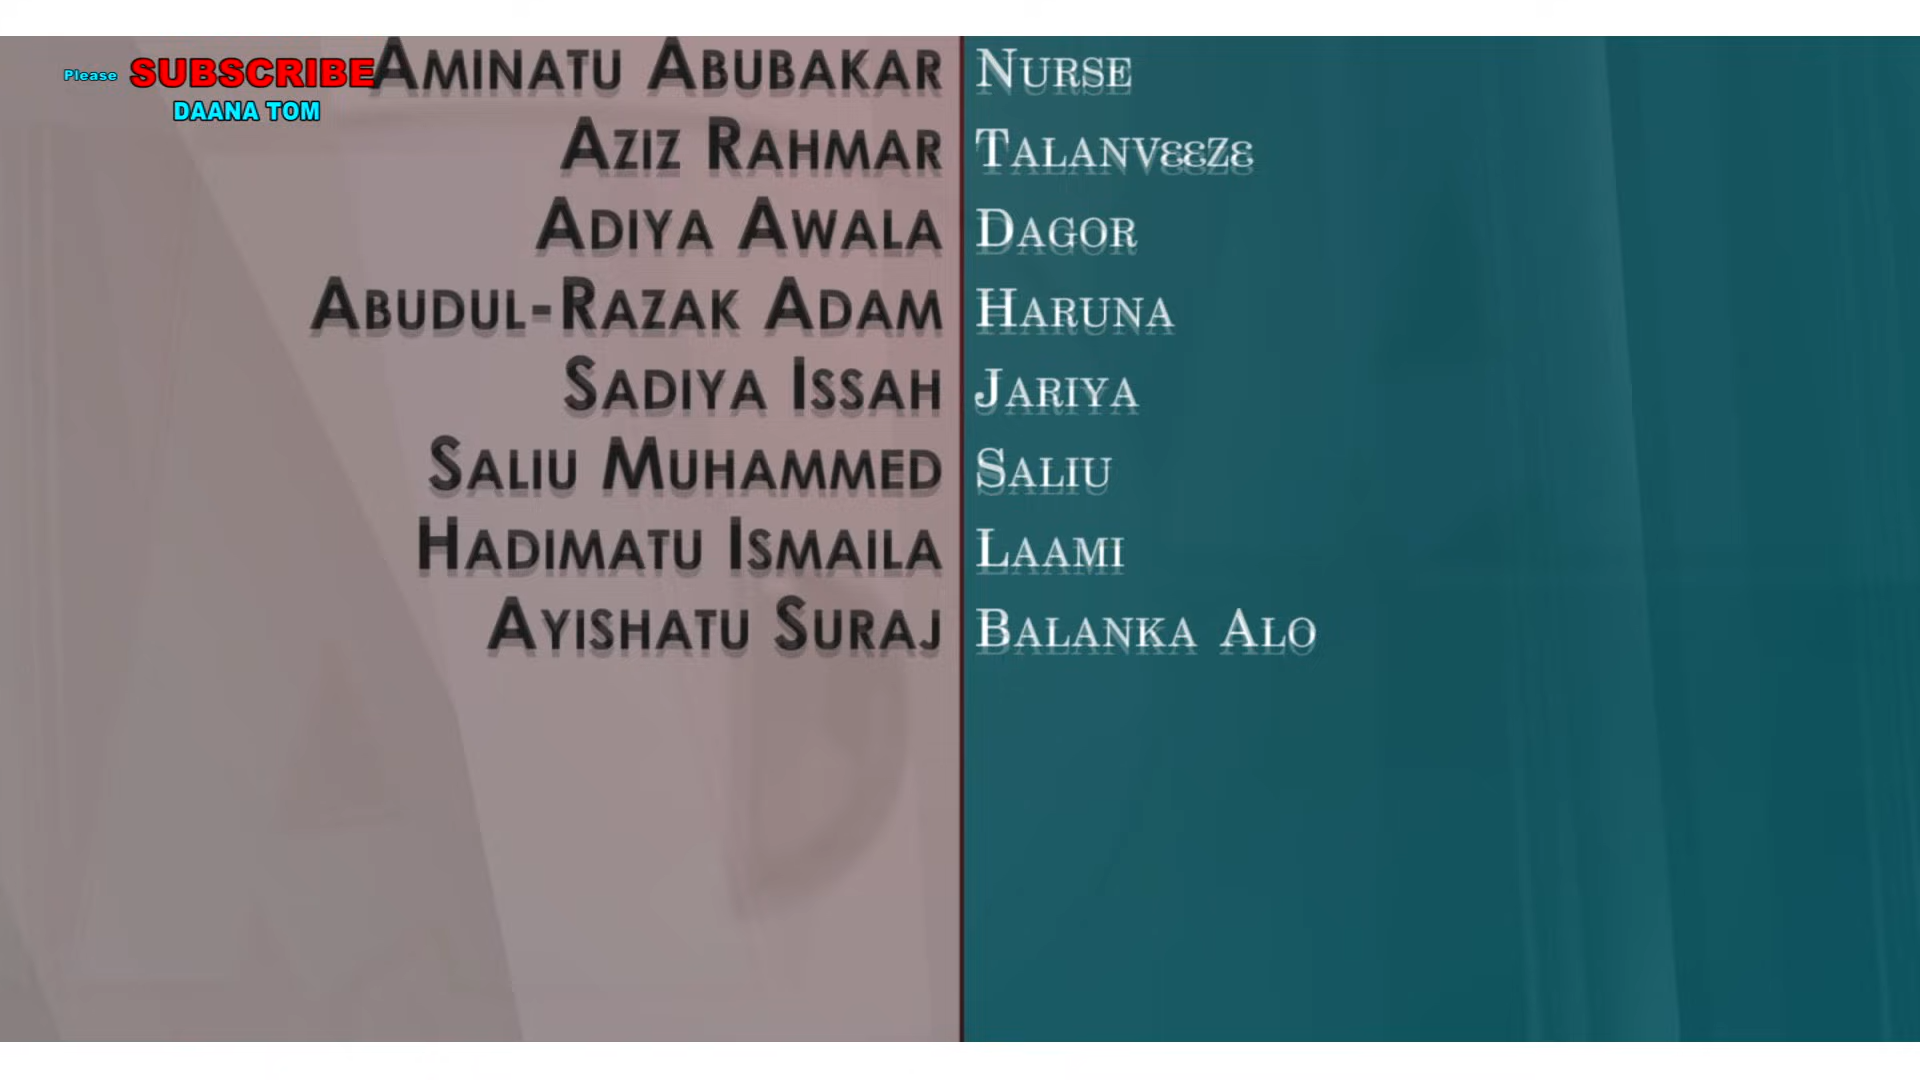 Please SUBSCRIBE
DAANA TOM
AMINATU ABUBAKAR NURSE
AZIZ RAHMAR TALANVƐƐZƐ
ADIYA AWALA DAGOR
ABUDUL-RAZAK ADAM HARUNA
SADIYA ISSAH JARIYA
SALIU MUHAMMED SALIU
HADIMATU ISMAILA LAAMI
AYISHATU SURAJ BALANKA ALO